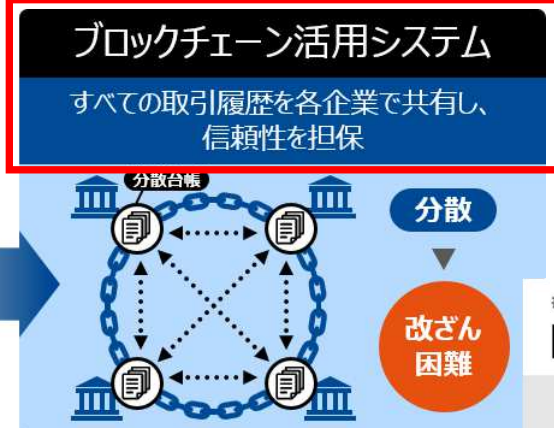 ブロックチェーン活用システム
すべての取引履歴を各企業で共有し、
信頼性を担保
分散台帳
分散
改ざん
困難